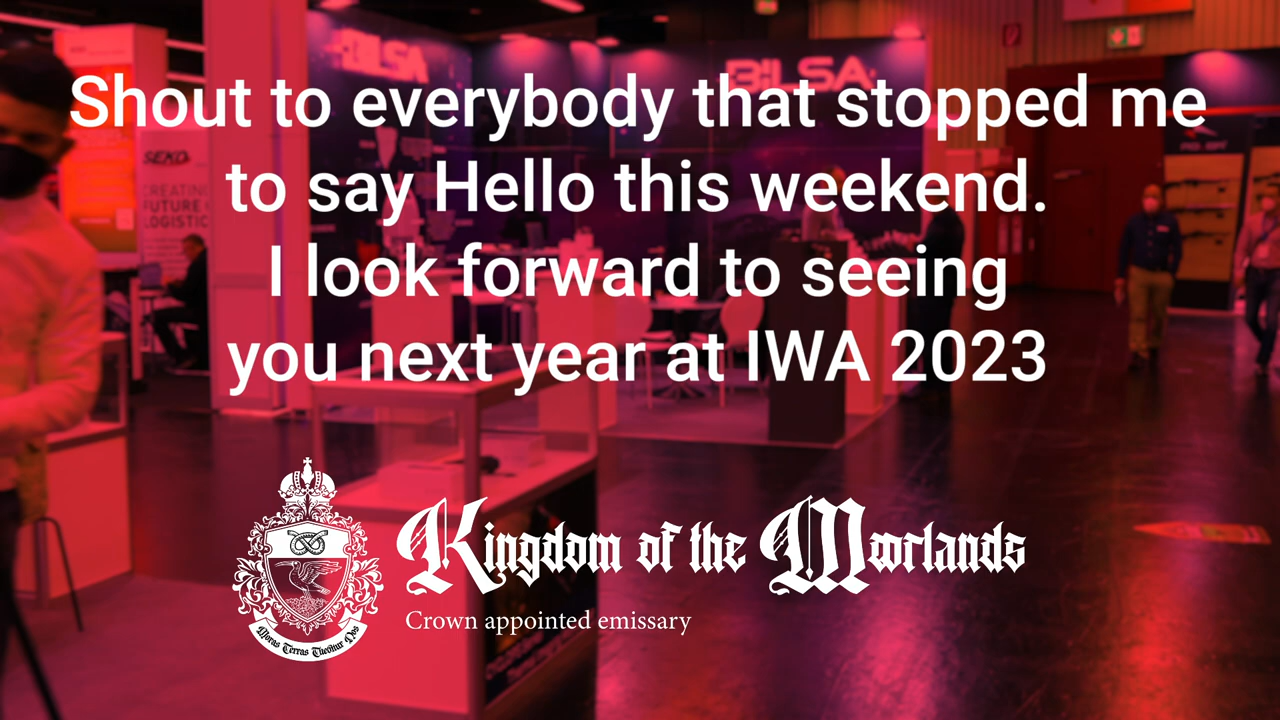 BILSA
BILSA
Shout to everybody that stopped me
to say Hello this weekend.
I look forward to seeing
you next year at IWA 2023
SEKO
CREATING
FUTURE
LOGISTIC
Kingdom of the Moorlands
Crown appointed emissary